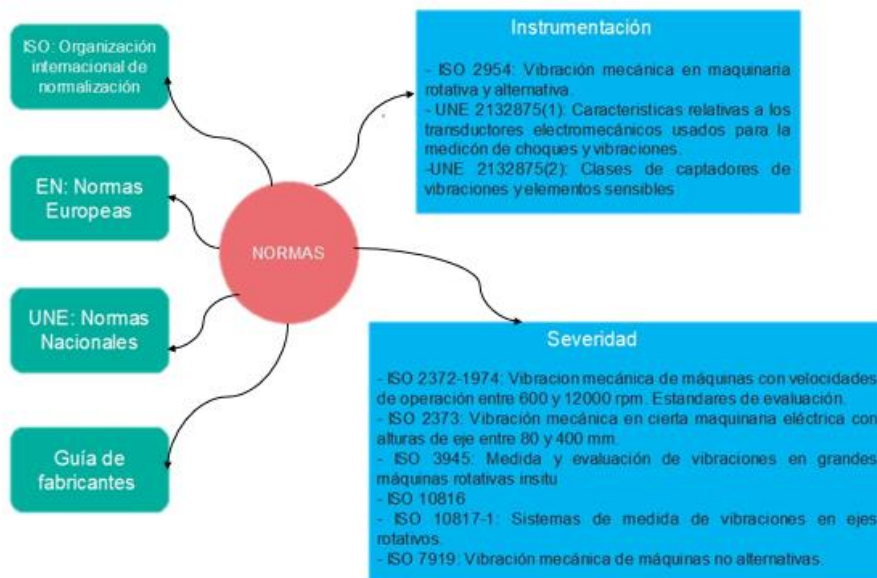 ISO: Organización
internacional de
normalización
EN: Normas
Europeas
UNE: Normas
Nacionales
Guía de
fabricantes
NORMAS
Instrumentación
- ISO 2954: Vibración mecánica en maquinaria
rotativa y alternativa.
- UNE 2132875(1): Caracteristicas relativas a los
transductores electromecánicos usados para la
medicón de choques y vibraciones.
-UNE 2132875(2): Clases de captadores de
vibraciones y elementos sensibles
Severidad
- ISO 2372-1974: Vibracion mecánica de máquinas con velocidades
de operación entre 600 y 12000 rpm. Estandares de evaluación.
- ISO 2373: Vibración mecánica en cierta maquinaria eléctrica con
alturas de eje entre 80 y 400 mm.
- ISO 3945: Medida y evaluación de vibraciones en grandes
máquinas rotativas insitu
- ISO 10816
- ISO 10817-1: Sistemas de medida de vibraciones en ejes
rotativos.
- ISO 7919: Vibración mecánica de máquinas no alternativas.